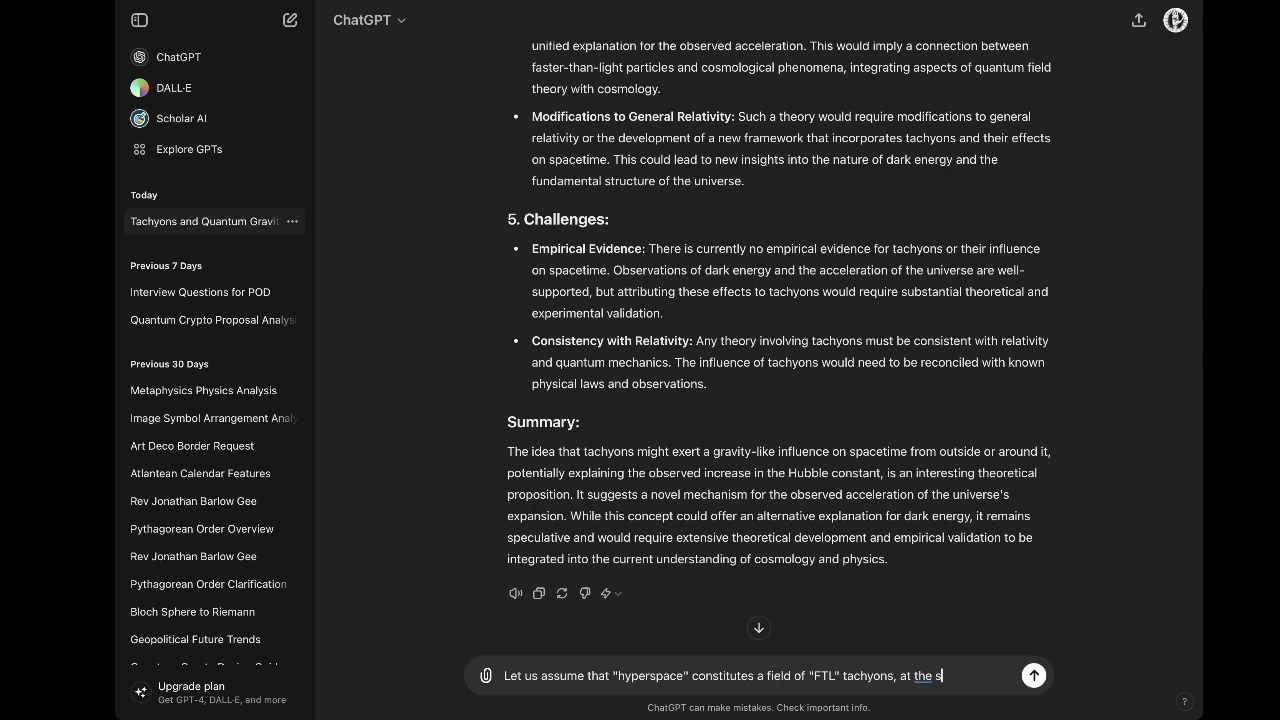 ChatGPT
ChatGPT
DALL·E
Scholar AI
Explore GPTs
Today
Tachyons and Quantum Gravit
Previous 7 Days
Interview Questions for POD
Quantum Crypto Proposal Analysi
Previous 30 Days
Metaphysics Physics Analysis
Image Symbol Arrangement Analy
Art Deco Border Request
Atlantean Calendar Features
Rev Jonathan Barlow Gee
Pythagorean Order Overview
Rev Jonathan Barlow Gee
Pythagorean Order Clarification
Bloch Sphere to Riemann
Geopolitical Future Trends
Upgrade plan
Get GPT-4, DALL·E, and more
unified explanation for the observed acceleration. This would imply a connection between
faster-than-light particles and cosmological phenomena, integrating aspects of quantum field
theory with cosmology.
• Modifications to General Relativity: Such a theory would require modifications to general
relativity or the development of a new framework that incorporates tachyons and their effects
on spacetime. This could lead to new insights into the nature of dark energy and the
fundamental structure of the universe.
5. Challenges:
• Empirical Evidence: There is currently no empirical evidence for tachyons or their influence
on spacetime. Observations of dark energy and the acceleration of the universe are well-
supported, but attributing these effects to tachyons would require substantial theoretical and
experimental validation.
• Consistency with Relativity: Any theory involving tachyons must be consistent with relativity
and quantum mechanics. The influence of tachyons would need to be reconciled with known
physical laws and observations.
Summary:
The idea that tachyons might exert a gravity-like influence on spacetime from outside or around it,
potentially explaining the observed increase in the Hubble constant, is an interesting theoretical
proposition. It suggests a novel mechanism for the observed acceleration of the universe's
expansion. While this concept could offer an alternative explanation for dark energy, it remains
speculative and would require extensive theoretical development and empirical validation to be
integrated into the current understanding of cosmology and physics.
Let us assume that "hyperspace" constitutes a field of "FTL" tachyons, at the s
ChatGPT can make mistakes. Check important info.
?